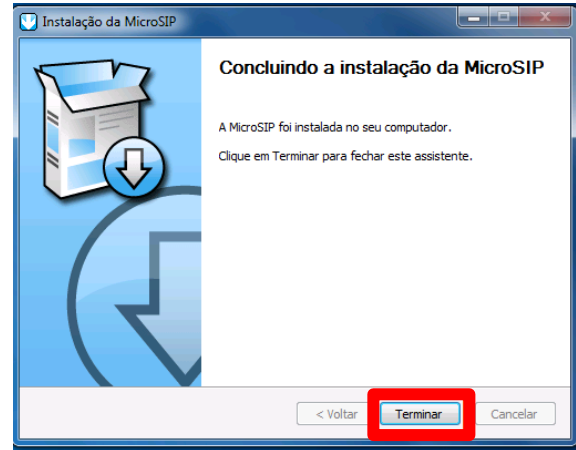 Instalação da MicroSIP
Concluindo a instalação da MicroSIP
A MicroSIP foi instalada no seu computador.
Clique em Terminar para fechar este assistente.
< Voltar
Terminar
Cancelar